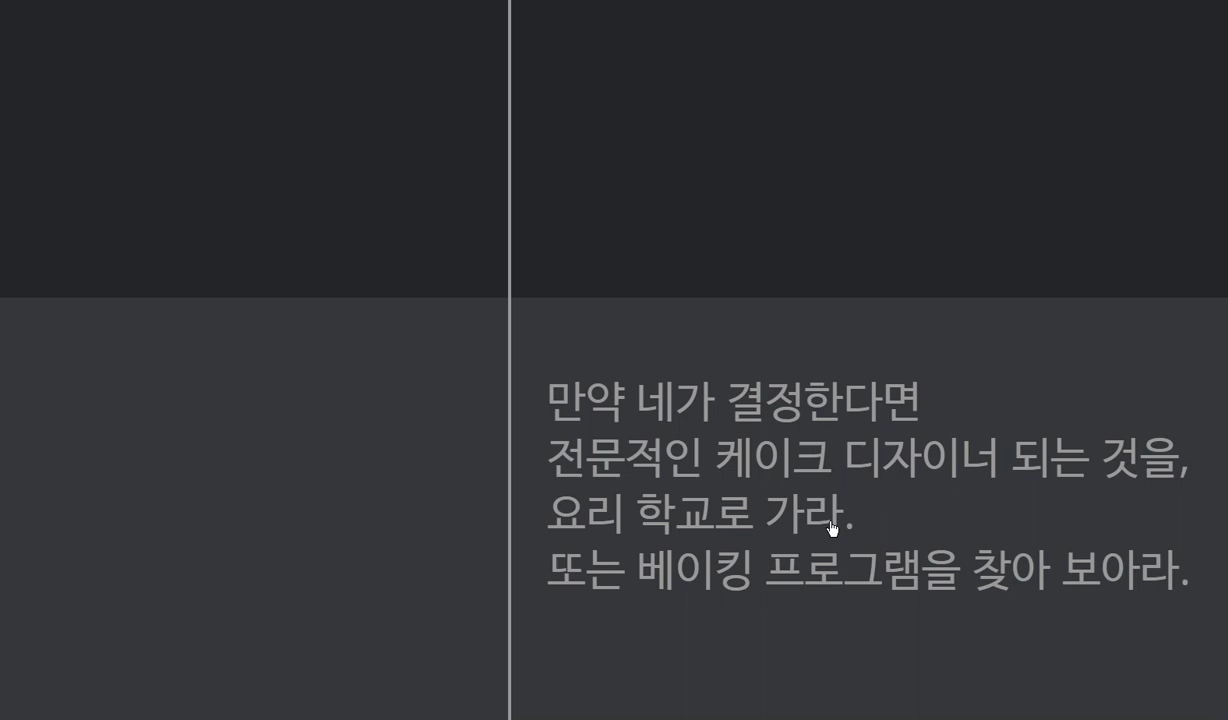 만약 네가 결정한다면
전문적인 케이크 디자이너 되는 것을,
요리 학교로 가라.
또는 베이킹 프로그램을 찾아 보아라.